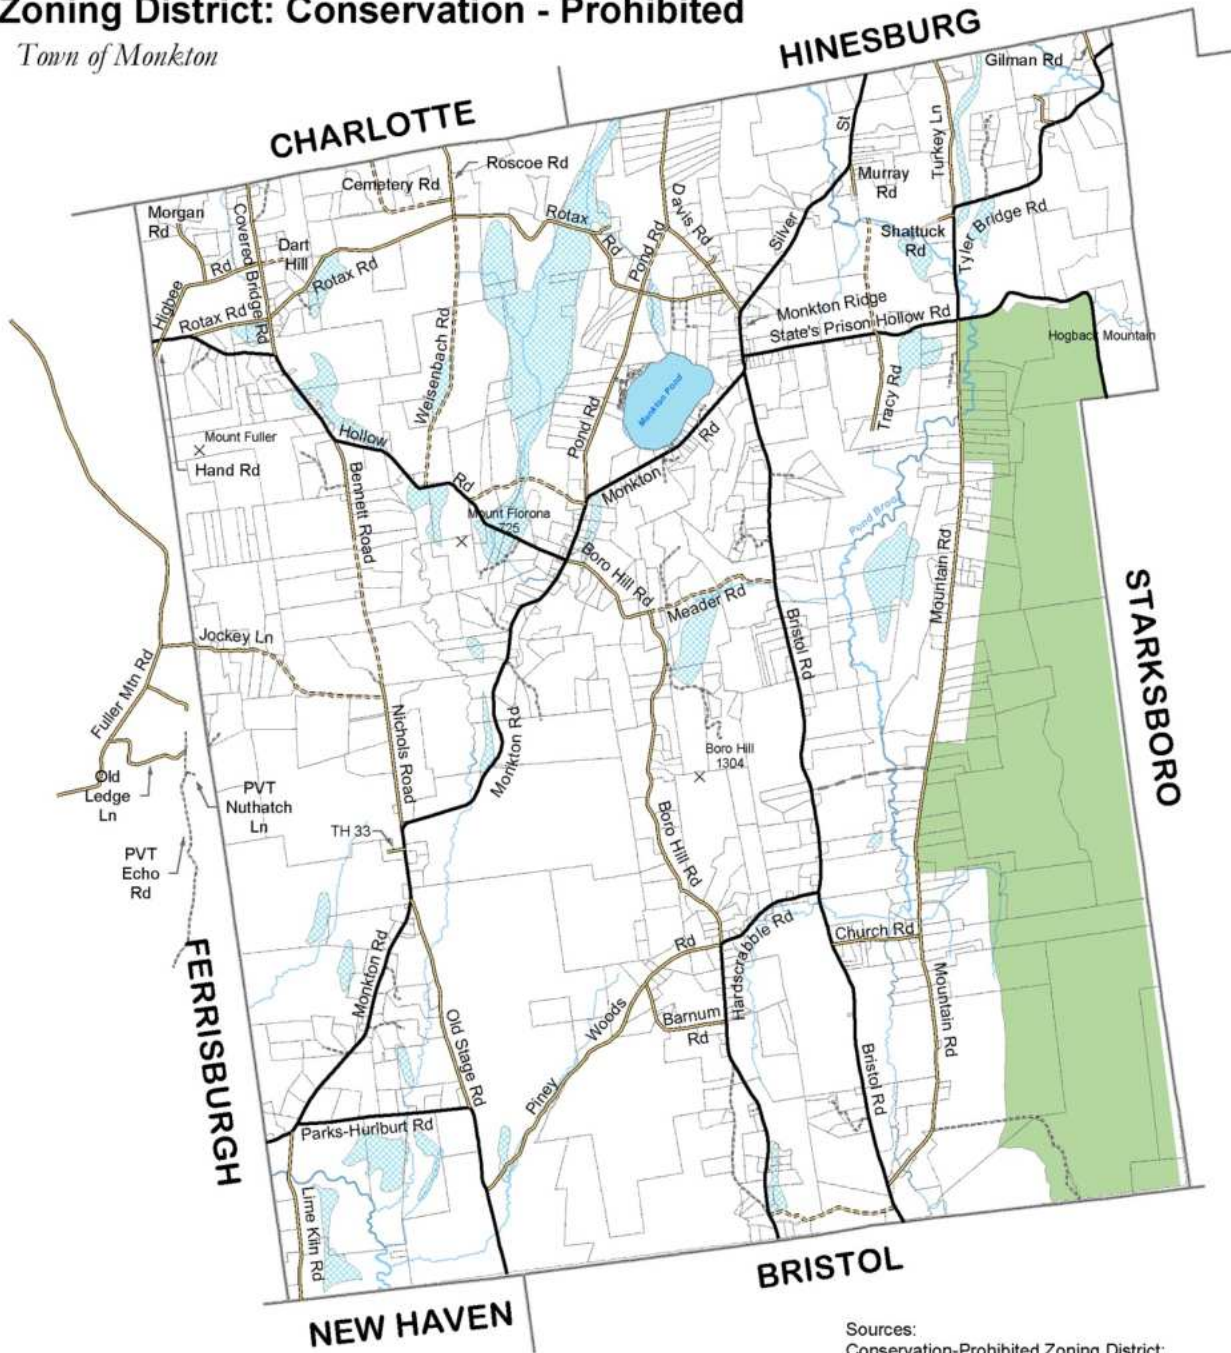 Zoning District: Conservation - Prohibited
Town of Monkton
HINESBURG
Gilman Rd
CHARLOTTE
St
Turkey Ln
Roscoe Rd
Cemetery Rd
Murray
Rd
Morgan
Rd
Covered Bridge Rd
Rotax
Rd
Davis Rd
Silver
Shattuck
Rd
Tyler Bridge Rd
Dart
Hill
Rd
Pond Rd
Higbee
Rotax Rd
Rotax Rd
Monkton Ridge
State's Prison Hollow Rd
Hogback Mountain
Weisenbach Rd
Monkton Pond
Tracy Rd
Pond Rd
Rd
Mount Fuller
Hollow
Hand Rd
Rd
Monkton
Bennett Road
Mount Florona
725
Pond Brook
Boro Hill Rd
Meader Rd
Mountain Rd
STARKSBORO
Jockey Ln
Bristol Rd
Fuller Mtn Rd
Nichols Road
Monkton Rd
Boro Hill
1304
Old
Ledge
Ln
PVT
Nuthatch
Ln
TH 33
Boro Hill Rd
PVT
Echo
Rd
Church Rd
Rd
Hardscrabble Rd
FERRISBURGH
Monkton Rd
Mountain Rd
Woods
Barnum
Rd
Old Stage Rd
Bristol Rd
Piney
Parks-Hurlburt Rd
Lime Kiln Rd
BRISTOL
NEW HAVEN
Sources:
Conservation-Prohibited Zoning District: